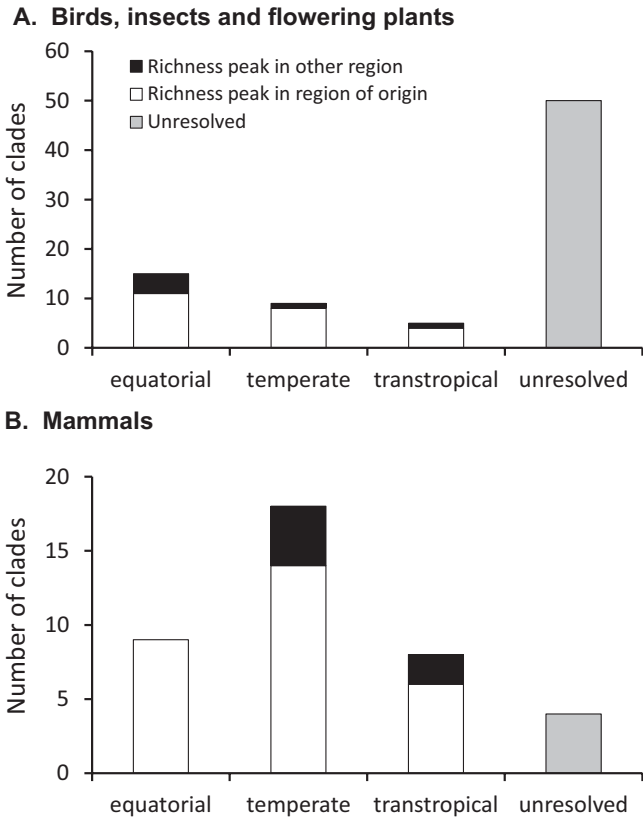 A. Birds, insects and flowering plants
60
50
40
30
20
10
0
Number of clades
Richness peak in other region
Richness peak in region of origin
Unresolved
equatorial temperate transtropical unresolved
B. Mammals
20
15
10
5
0
Number of clades
equatorial temperate transtropical unresolved